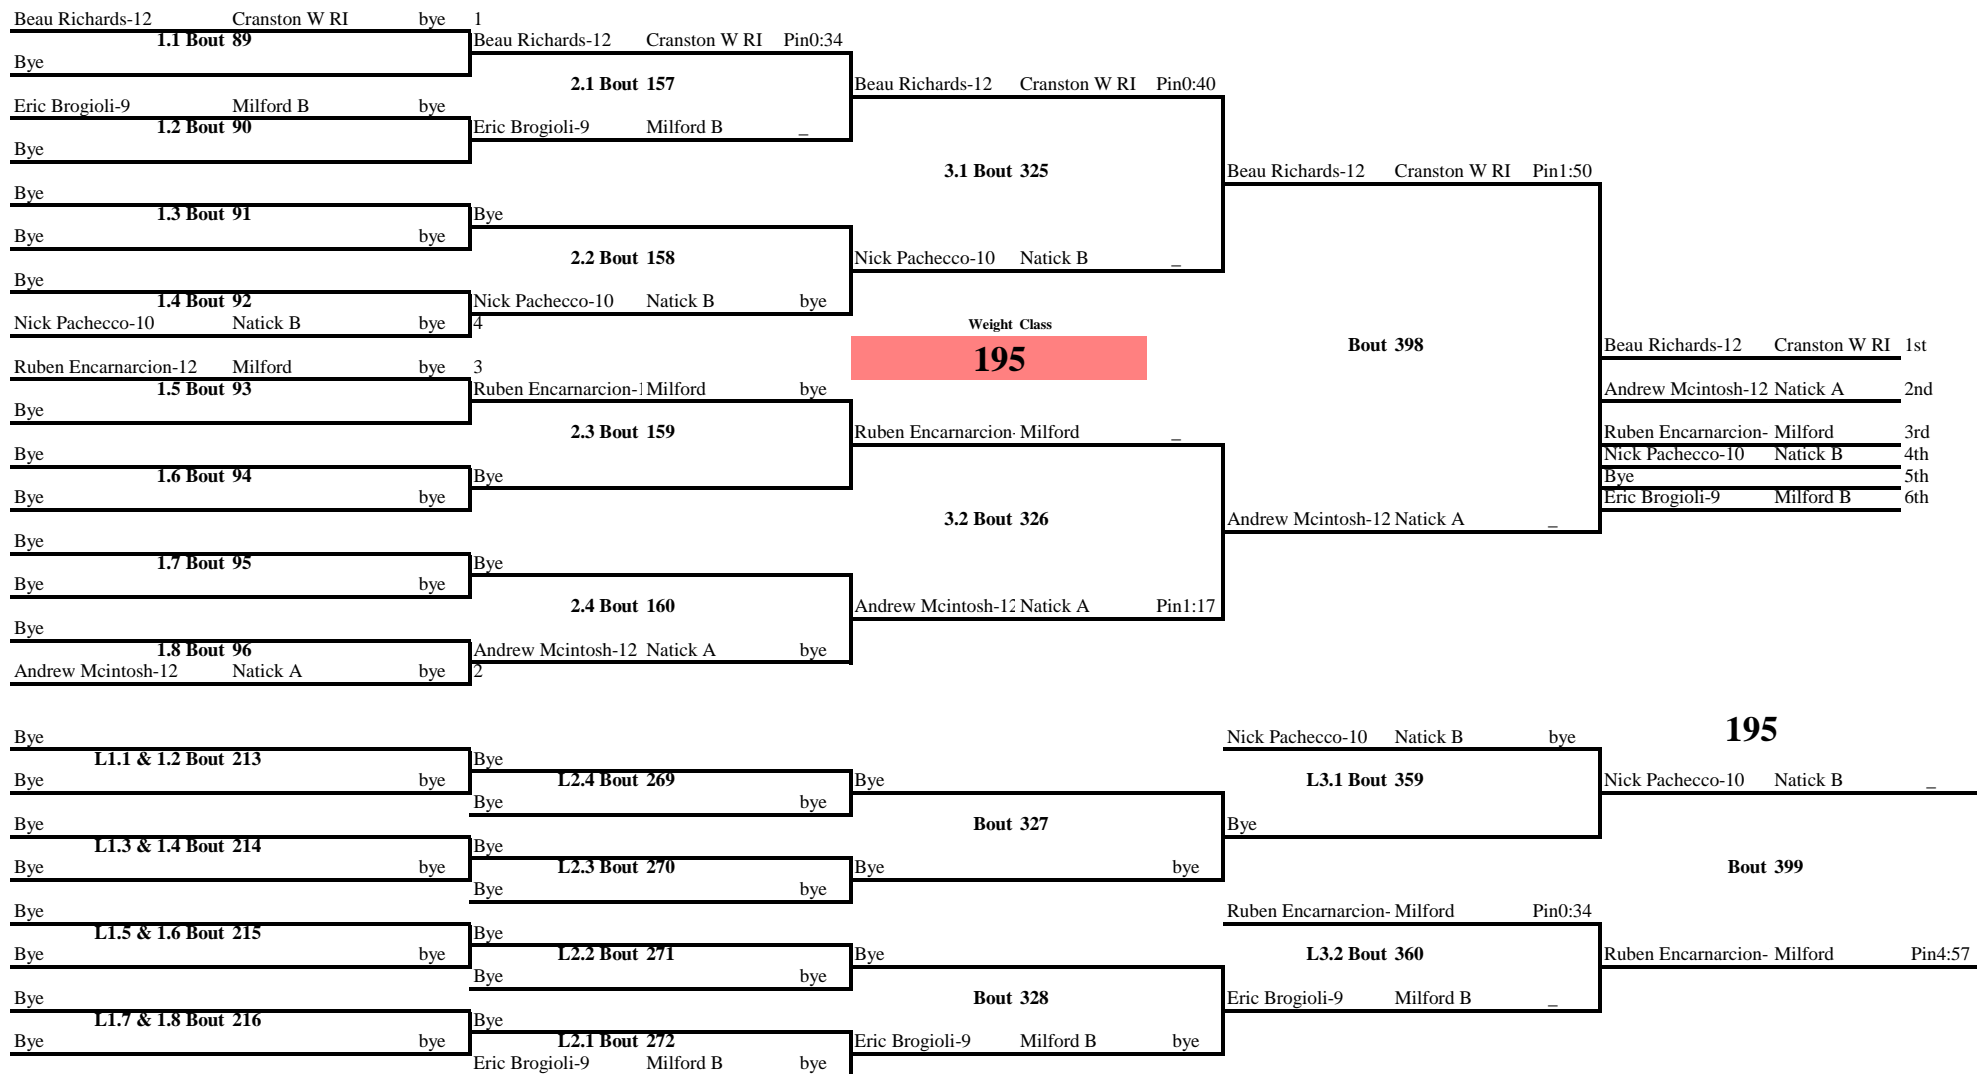 Beau Richards-12 Cranston W RI bye 1
1.1 Bout 89 Beau Richards-12 Cranston W RI Pin0:34
Bye
2.1 Bout 157 Beau Richards-12 Cranston W RI Pin0:40
Eric Brogioli-9 Milford B bye
1.2 Bout 90 Eric Brogioli-9 Milford B _
Bye
3.1 Bout 325 Beau Richards-12 Cranston W RI Pin1:50
Bye
1.3 Bout 91 Bye
Bye bye
2.2 Bout 158 Nick Pachecco-10 Natick B _
Bye
1.4 Bout 92 Nick Pachecco-10 Natick B bye
Nick Pachecco-10 Natick B bye 4 Weight Class
195 Bout 398 Beau Richards-12 Cranston W RI 1st
Ruben Encarnarcion-12 Milford bye 3
1.5 Bout 93 Ruben Encarnarcion-1 Milford bye Andrew Mcintosh-12 Natick A 2nd
Bye
2.3 Bout 159 Ruben Encarnarcion- Milford _ Ruben Encarnarcion- Milford 3rd
Bye Nick Pachecco-10 Natick B 4th
1.6 Bout 94 Bye Bye 5th
Bye bye Eric Brogioli-9 Milford B 6th
3.2 Bout 326 Andrew Mcintosh-12 Natick A _
Bye
1.7 Bout 95 Bye
Bye bye
2.4 Bout 160 Andrew Mcintosh-12 Natick A Pin1:17
Bye
1.8 Bout 96 Andrew Mcintosh-12 Natick A bye
Andrew Mcintosh-12 Natick A bye 2
Bye Nick Pachecco-10 Natick B bye 195
L1.1 & 1.2 Bout 213 Bye
Bye bye L2.4 Bout 269 Bye L3.1 Bout 359 Nick Pachecco-10 Natick B _
Bye bye
Bye Bout 327 Bye
L1.3 & 1.4 Bout 214 Bye
Bye bye L2.3 Bout 270 Bye bye Bout 399
Bye bye
Bye Ruben Encarnarcion- Milford Pin0:34
L1.5 & 1.6 Bout 215 Bye
Bye bye L2.2 Bout 271 Bye L3.2 Bout 360 Ruben Encarnarcion- Milford Pin4:57
Bye bye
Bye Bout 328 Eric Brogioli-9 Milford B _
L1.7 & 1.8 Bout 216 Bye
Bye bye L2.1 Bout 272 Eric Brogioli-9 Milford B bye
Eric Brogioli-9 Milford B bye